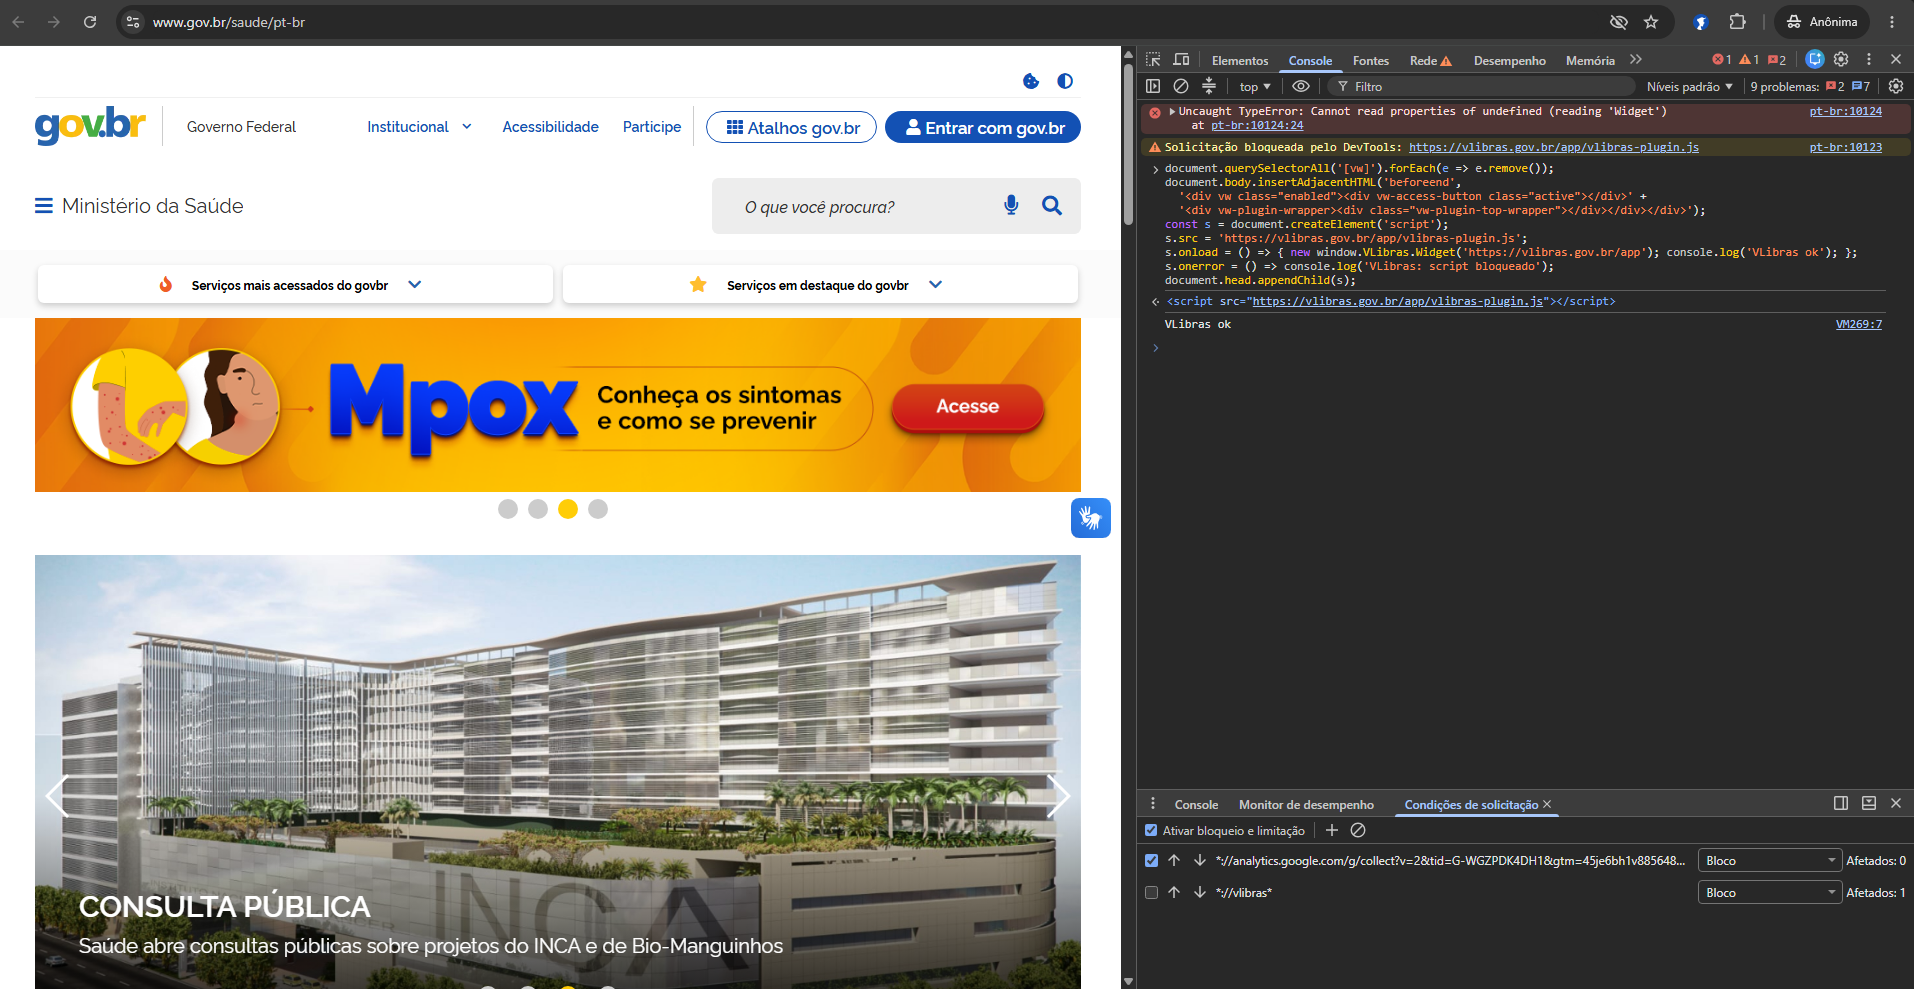 www.gov.br/saude/pt-br
Anônima
gov.br
Governo Federal
Institucional
Acessibilidade
Participe
Atalhos gov.br
Entrar com gov.br
Ministério da Saúde
O que você procura?
Serviços mais acessados do govbr
Serviços em destaque do govbr
Mpox
Conheça os sintomas
e como se prevenir
Acesse
INCA
CONSULTA PÚBLICA
Saúde abre consultas públicas sobre projetos do INCA e de Bio-Manguinhos
Elementos
Console
Fontes
Rede
Desempenho
Memória
1
1
2
top
Filtro
Níveis padrão
9 problemas:
2
7
Uncaught TypeError: Cannot read properties of undefined (reading 'Widget') pt-br:10124
at pt-br:10124:24
Solicitação bloqueada pelo DevTools: https://vlibras.gov.br/app/vlibras-plugin.js pt-br:10123
document.querySelectorAll('[vw]').forEach(e => e.remove());
document.body.insertAdjacentHTML('beforeend',
'<div vw class="enabled"><div vw-access-button class="active"></div>' +
'<div vw-plugin-wrapper><div class="vw-plugin-top-wrapper"></div></div></div>');
const s = document.createElement('script');
s.src = 'https://vlibras.gov.br/app/vlibras-plugin.js';
s.onload = () => { new window.VLibras.Widget('https://vlibras.gov.br/app'); console.log('VLibras ok'); };
s.onerror = () => console.log('VLibras: script bloqueado');
document.head.appendChild(s);
<script src="https://vlibras.gov.br/app/vlibras-plugin.js"></script>
VLibras ok VM269:7
Console
Monitor de desempenho
Condições de solicitação
Ativar bloqueio e limitação
*://analytics.google.com/g/collect?v=2&tid=G-WGZPDK4DH1&gtm=45je6bh1v885648... Bloco Afetados: 0
*://vlibras* Bloco Afetados: 1